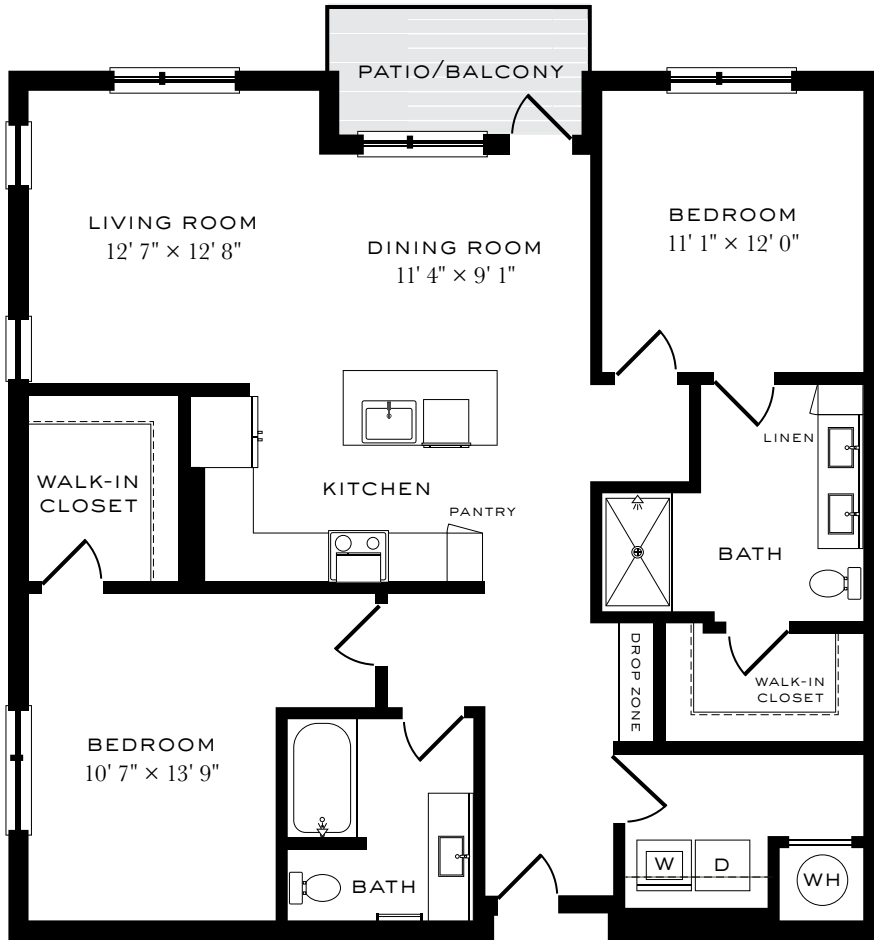 PATIO/BALCONY
LIVING ROOM
12' 7" × 12' 8"
DINING ROOM
11' 4" × 9' 1"
BEDROOM
11' 1" × 12' 0"
LINEN
WALK-IN
CLOSET
KITCHEN
PANTRY
BATH
DROP ZONE
WALK-IN
CLOSET
BEDROOM
10' 7" × 13' 9"
BATH
W
D
WH